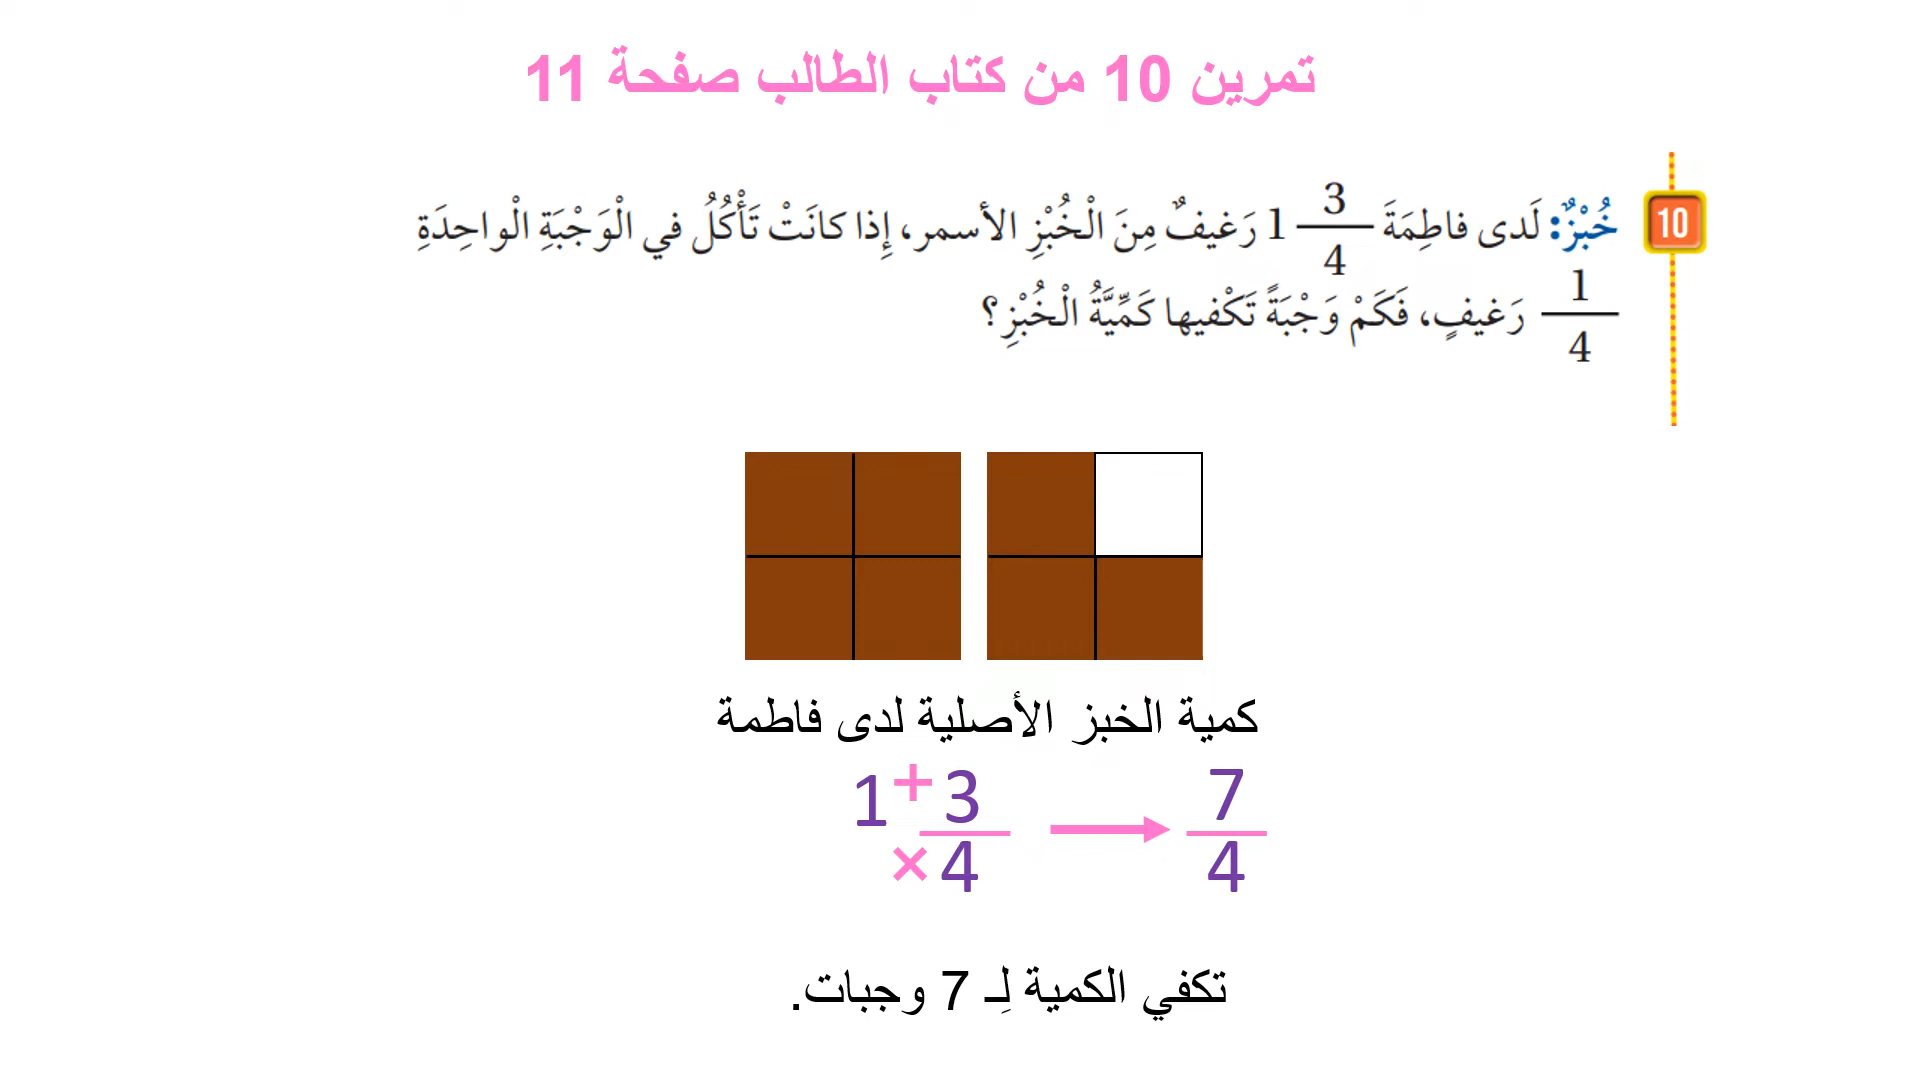 تمرين 10 من كتاب الطالب صفحة 11
10 خُبْزٌ: لَدى فاطِمَةَ 1 3/4 رَغيفٌ مِنَ الْخُبْزِ الأسمر، إِذا كانَتْ تَأْكُلُ في الْوَجْبَةِ الْواحِدَةِ
1/4 رَغيفٍ، فَكَمْ وَجْبَةً تَكْفيها كَمِّيَّةُ الْخُبْزِ؟
كمية الخبز الأصلية لدى فاطمة
1 + 3 7
× 4 4
تكفي الكمية لِـ 7 وجبات.